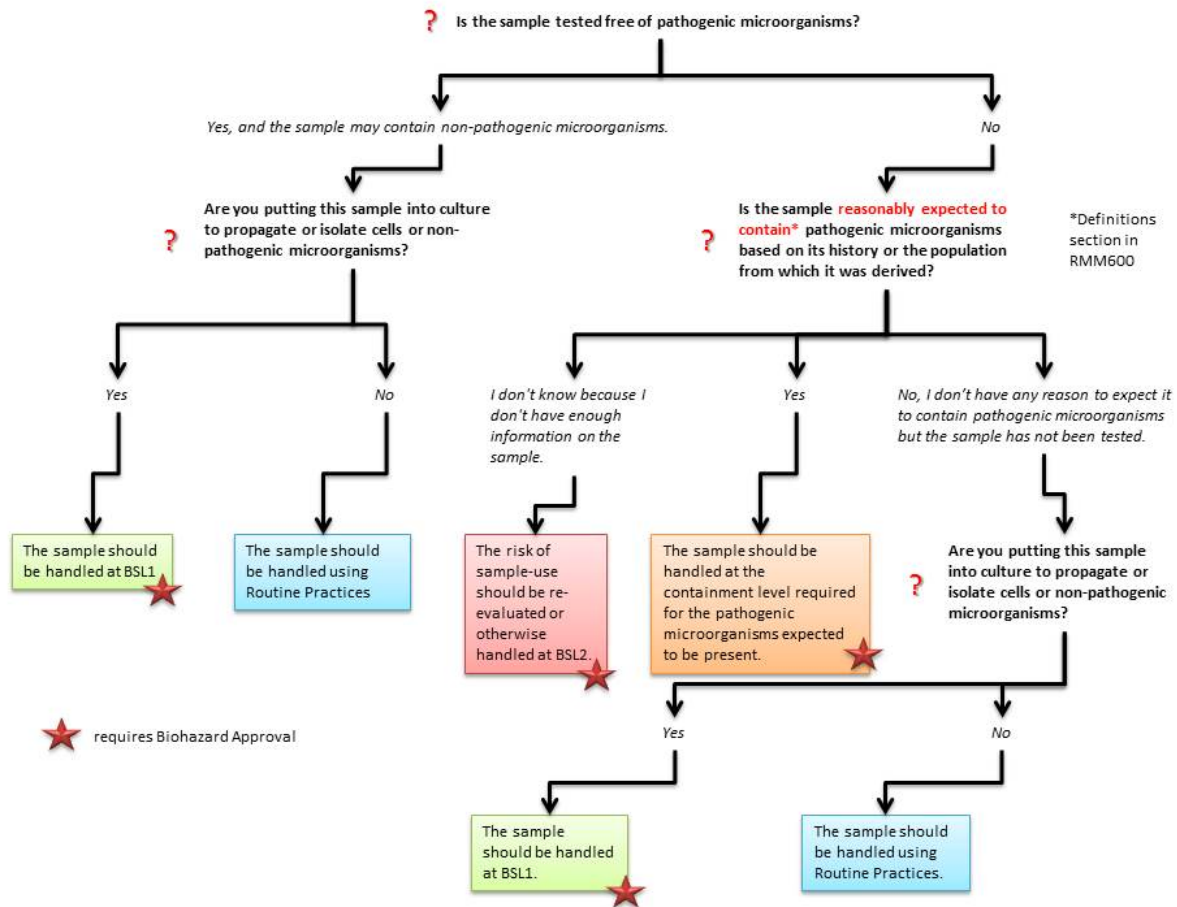 ? Is the sample tested free of pathogenic microorganisms?
Yes, and the sample may contain non-pathogenic microorganisms.
No
? Are you putting this sample into culture
to propagate or isolate cells or non-
pathogenic microorganisms?
? Is the sample reasonably expected to
contain* pathogenic microorganisms
based on its history or the population
from which it was derived?
*Definitions
section in
RMM600
Yes
No
I don't know because I
don't have enough
information on the
sample.
Yes
No, I don't have any reason to expect it
to contain pathogenic microorganisms
but the sample has not been tested.
The sample should
be handled at BSL1
The sample should
be handled using
Routine Practices
The risk of
sample-use
should be re-
evaluated or
otherwise
handled at BSL2.
The sample should be
handled at the
containment level required
for the pathogenic
microorganisms expected
to be present.
? Are you putting this sample
into culture to propagate or
isolate cells or non-pathogenic
microorganisms?
requires Biohazard Approval
Yes
No
The sample
should be handled
at BSL1.
The sample should
be handled using
Routine Practices.